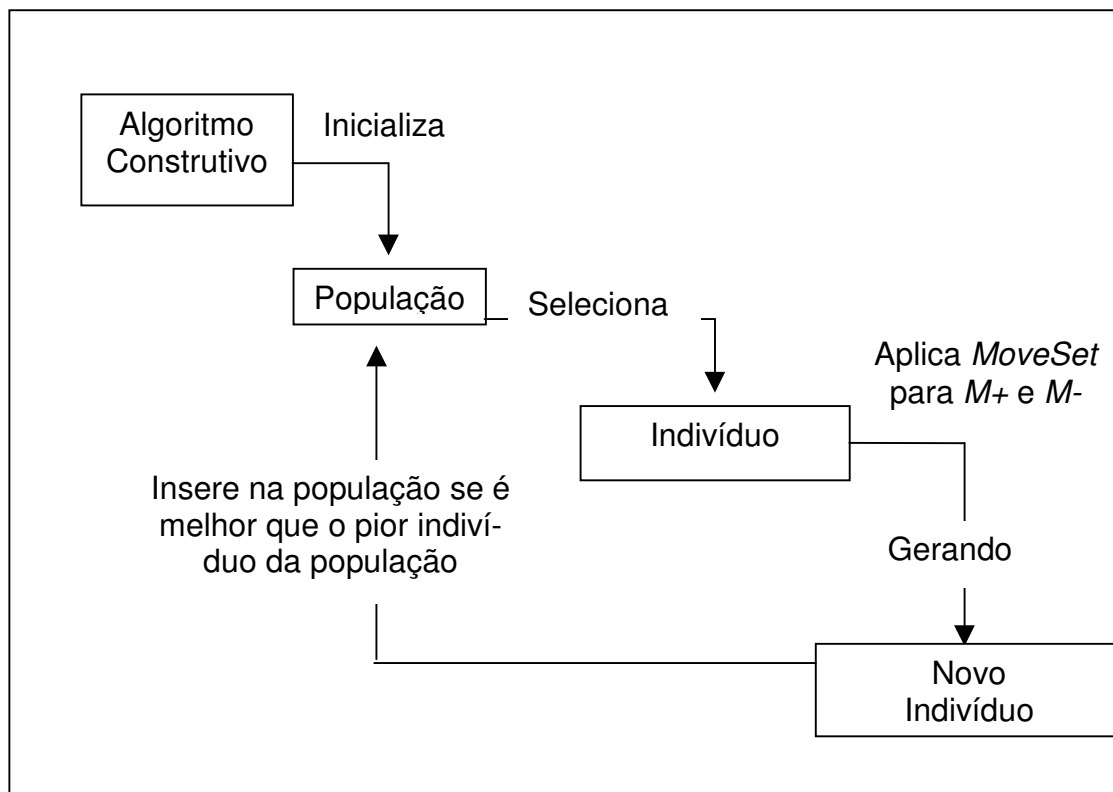 Algoritmo
Construtivo
Inicializa
População
Seleciona
Aplica MoveSet
para M+ e M-
Indivíduo
Insere na população se é
melhor que o pior indiví-
duo da população
Gerando
Novo
Indivíduo